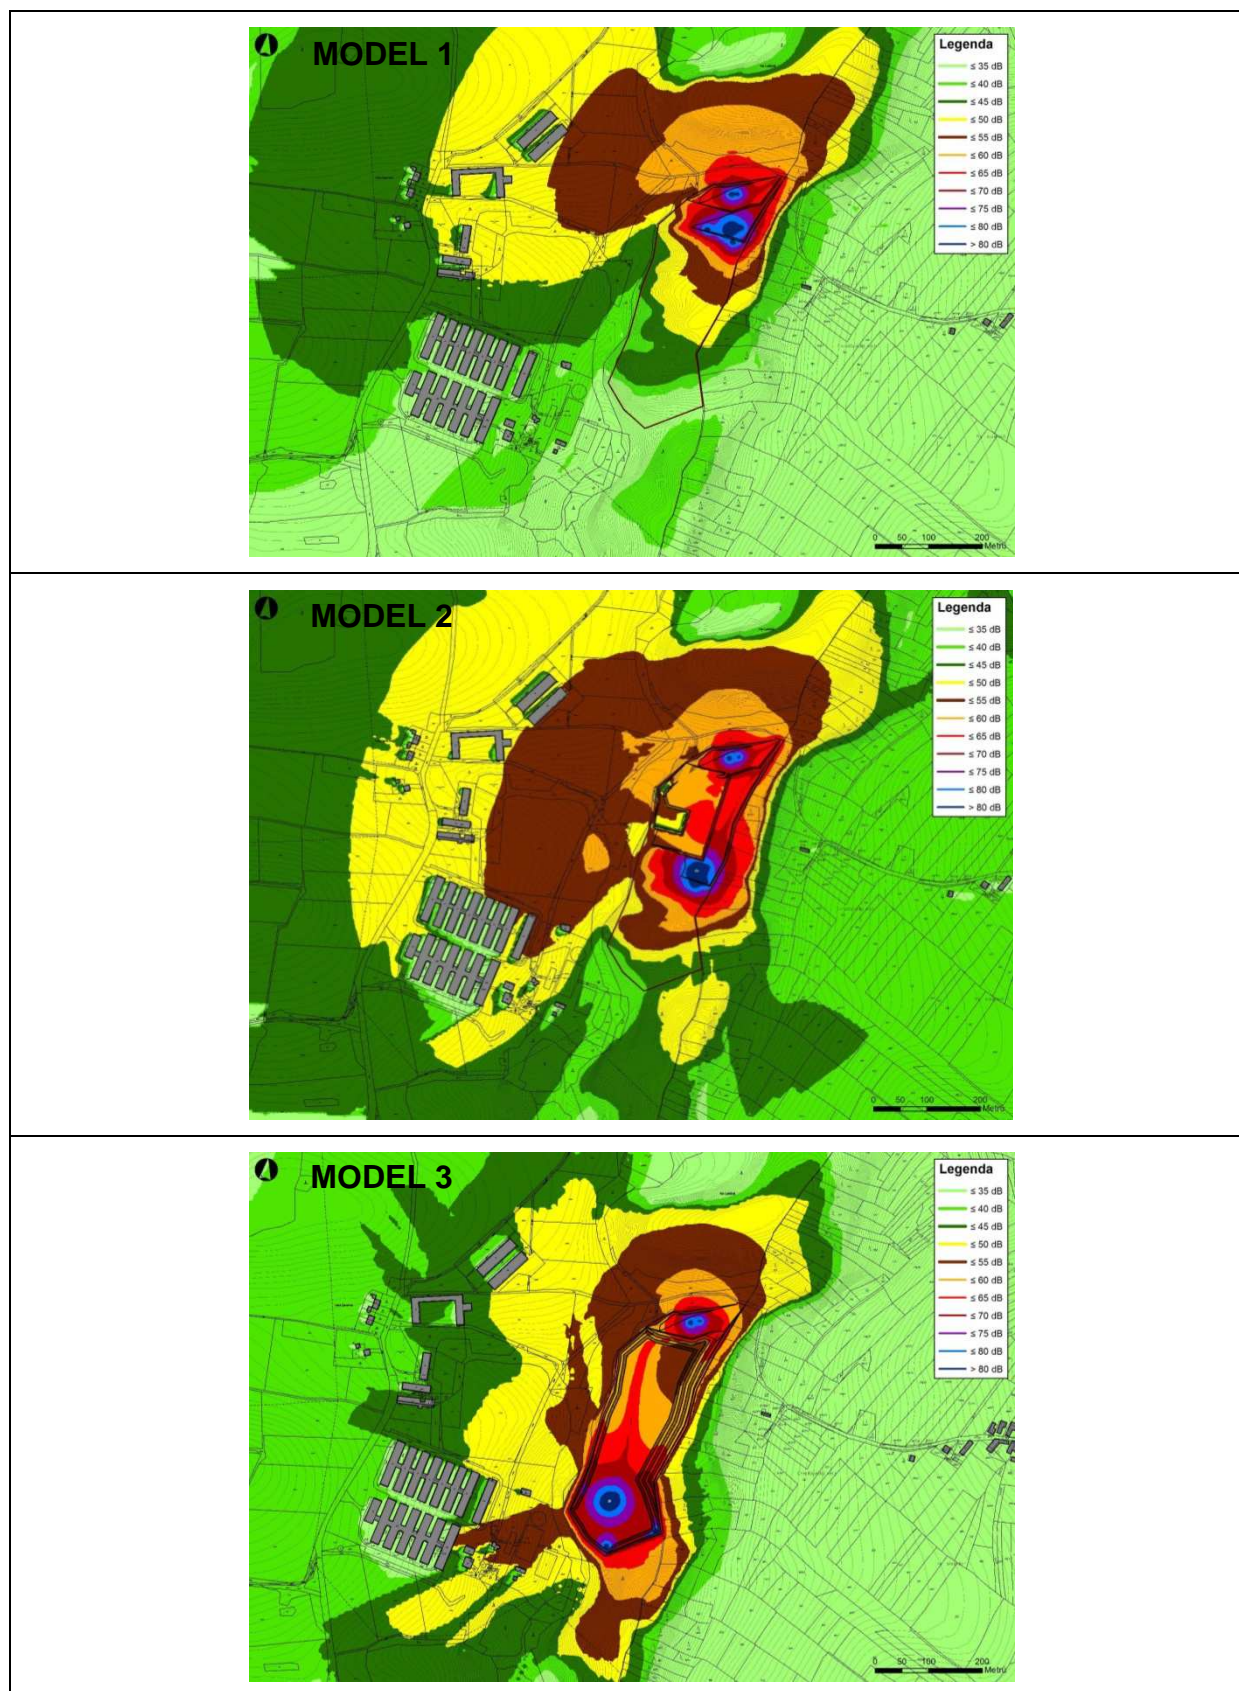 MODEL 1
Legenda
≤ 35 dB
≤ 40 dB
≤ 45 dB
≤ 50 dB
≤ 55 dB
≤ 60 dB
≤ 65 dB
≤ 70 dB
≤ 75 dB
≤ 80 dB
> 80 dB
0 50 100 200
Metrů
MODEL 2
Legenda
≤ 35 dB
≤ 40 dB
≤ 45 dB
≤ 50 dB
≤ 55 dB
≤ 60 dB
≤ 65 dB
≤ 70 dB
≤ 75 dB
≤ 80 dB
> 80 dB
0 50 100 200
Metrů
MODEL 3
Legenda
≤ 35 dB
≤ 40 dB
≤ 45 dB
≤ 50 dB
≤ 55 dB
≤ 60 dB
≤ 65 dB
≤ 70 dB
≤ 75 dB
≤ 80 dB
> 80 dB
0 50 100 200
Metrů